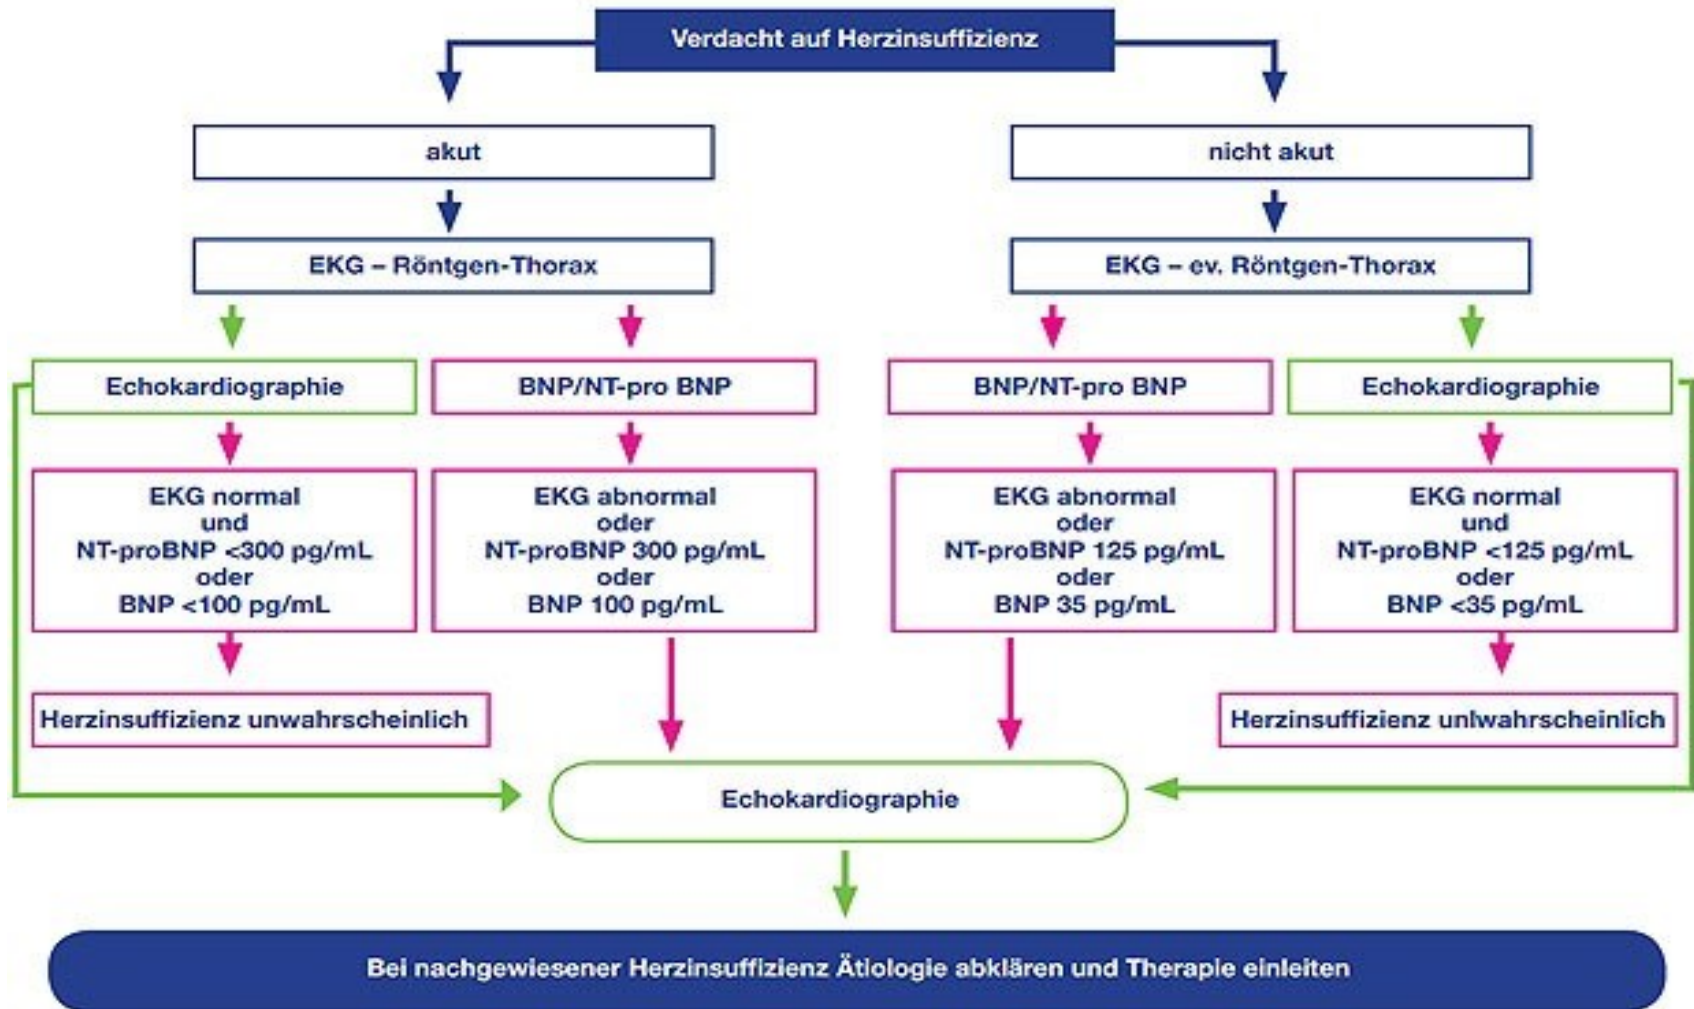 Verdacht auf Herzinsuffizienz
akut
nicht akut
EKG – Röntgen-Thorax
EKG – ev. Röntgen-Thorax
Echokardiographie
BNP/NT-pro BNP
BNP/NT-pro BNP
Echokardiographie
EKG normal
und
NT-proBNP <300 pg/mL
oder
BNP <100 pg/mL
EKG abnormal
oder
NT-proBNP 300 pg/mL
oder
BNP 100 pg/mL
EKG abnormal
oder
NT-proBNP 125 pg/mL
oder
BNP 35 pg/mL
EKG normal
und
NT-proBNP <125 pg/mL
oder
BNP <35 pg/mL
Herzinsuffizienz unwahrscheinlich
Herzinsuffizienz unlwahrscheinlich
Echokardiographie
Bei nachgewiesener Herzinsuffizienz Ätiologie abklären und Therapie einleiten